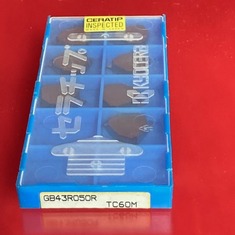 CERATIP
INSPECTED
セラチップ
KYOCERA
GB43R050R
TC60M